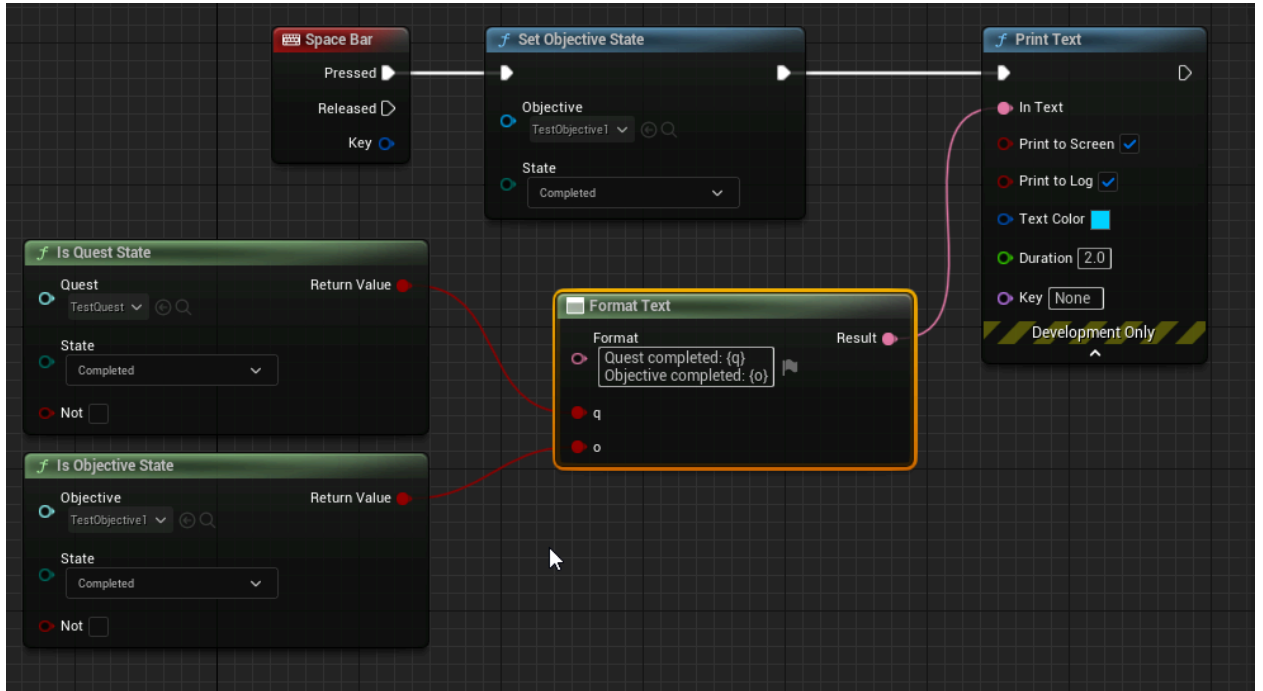 Space Bar
Pressed
Released
Key
f Set Objective State
Objective
TestObjective1
State
Completed
f Print Text
In Text
Print to Screen
Print to Log
Text Color
Duration 2.0
Key None
Development Only
f Is Quest State
Quest
Return Value
TestQuest
State
Completed
Not
Format Text
Format
Result
Quest completed: {q}
Objective completed: {o}
q
o
f Is Objective State
Objective
Return Value
TestObjective1
State
Completed
Not